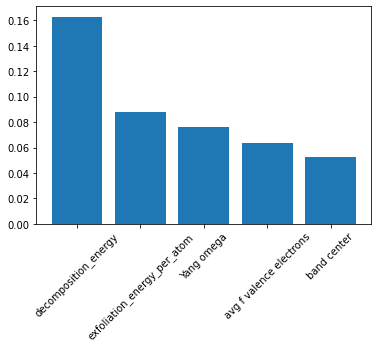 0.16
0.14
0.12
0.10
0.08
0.06
0.04
0.02
0.00
decomposition_energy
exfoliation_energy_per_atom
Yang omega
avg f valence electrons
band center